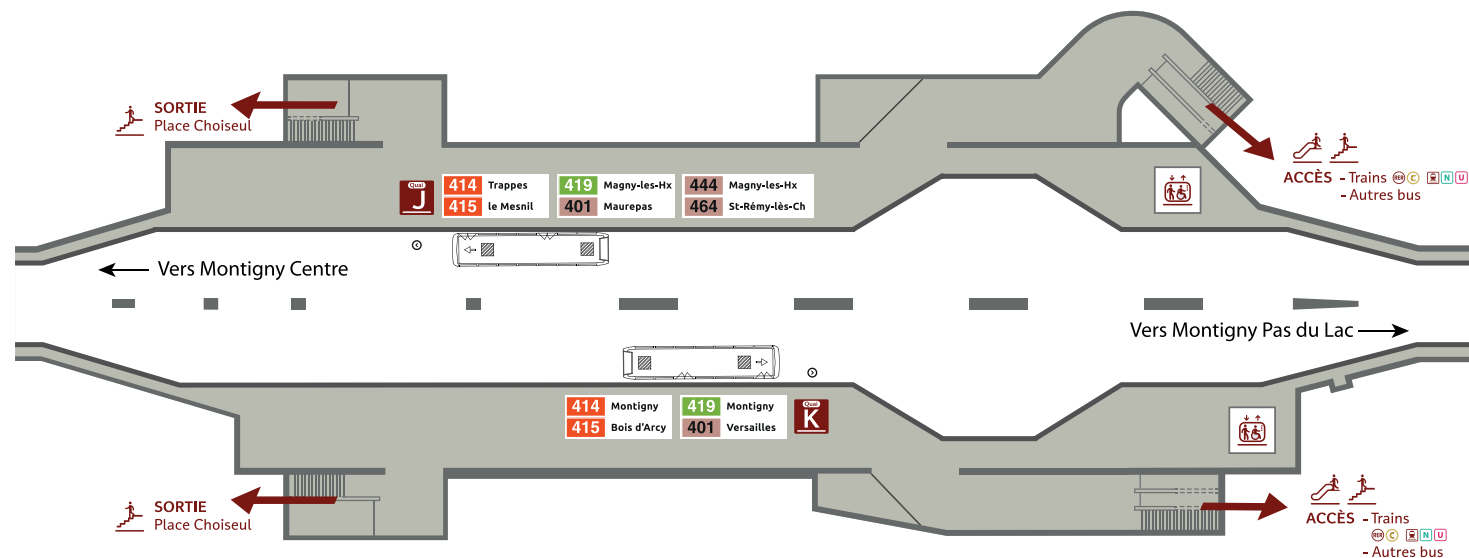 SORTIE
Place Choiseul
ACCÈS - Trains RER C N U
- Autres bus
Quai
J
414 Trappes
415 le Mesnil
419 Magny-les-Hx
401 Maurepas
444 Magny-les-Hx
464 St-Rémy-lès-Ch
Vers Montigny Centre
Vers Montigny Pas du Lac
414 Montigny
415 Bois d'Arcy
419 Montigny
401 Versailles
Quai
K
SORTIE
Place Choiseul
ACCÈS - Trains
RER C N U
- Autres bus